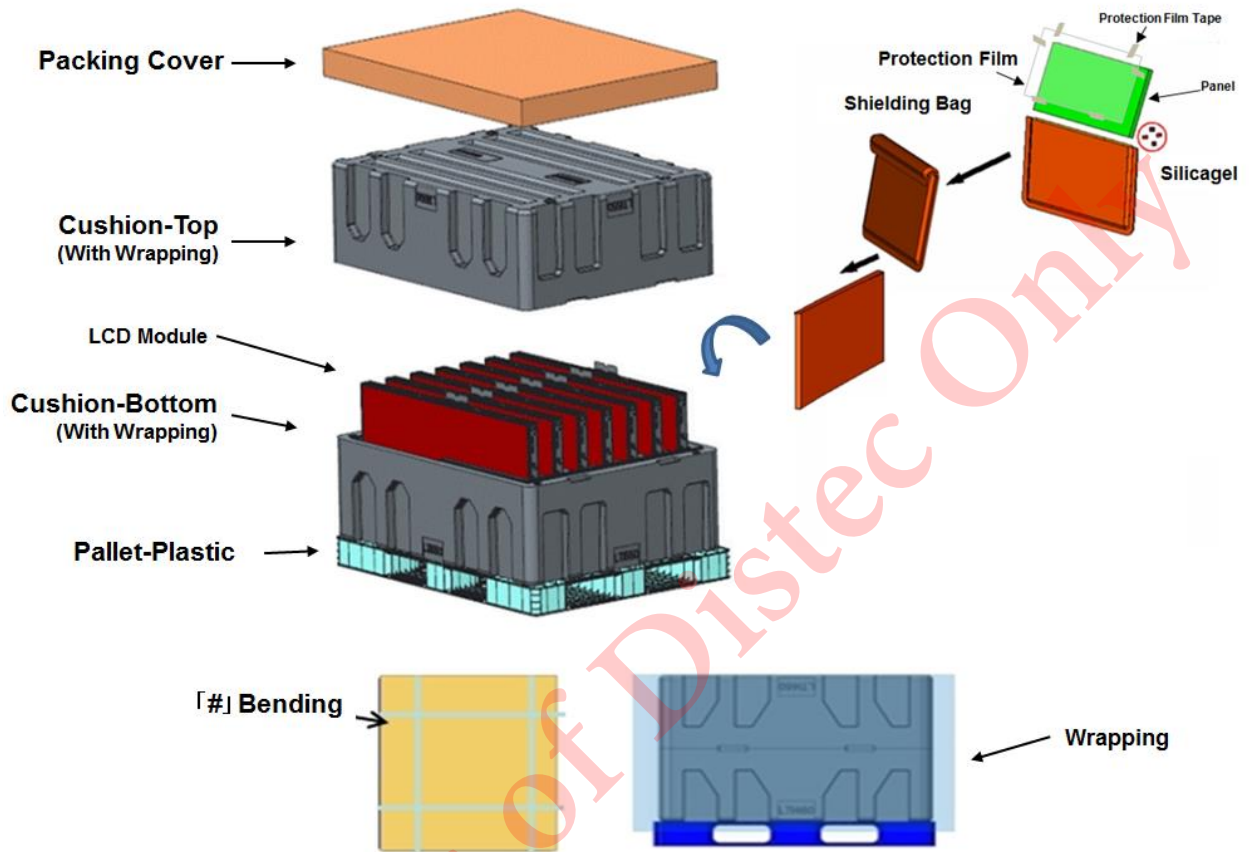 Protection Film Tape
Packing Cover
Protection Film
Panel
Shielding Bag
Silicagel
Cushion-Top
(With Wrapping)
LCD Module
Cushion-Bottom
(With Wrapping)
Pallet-Plastic
「#」Bending
Wrapping
of Distec Only